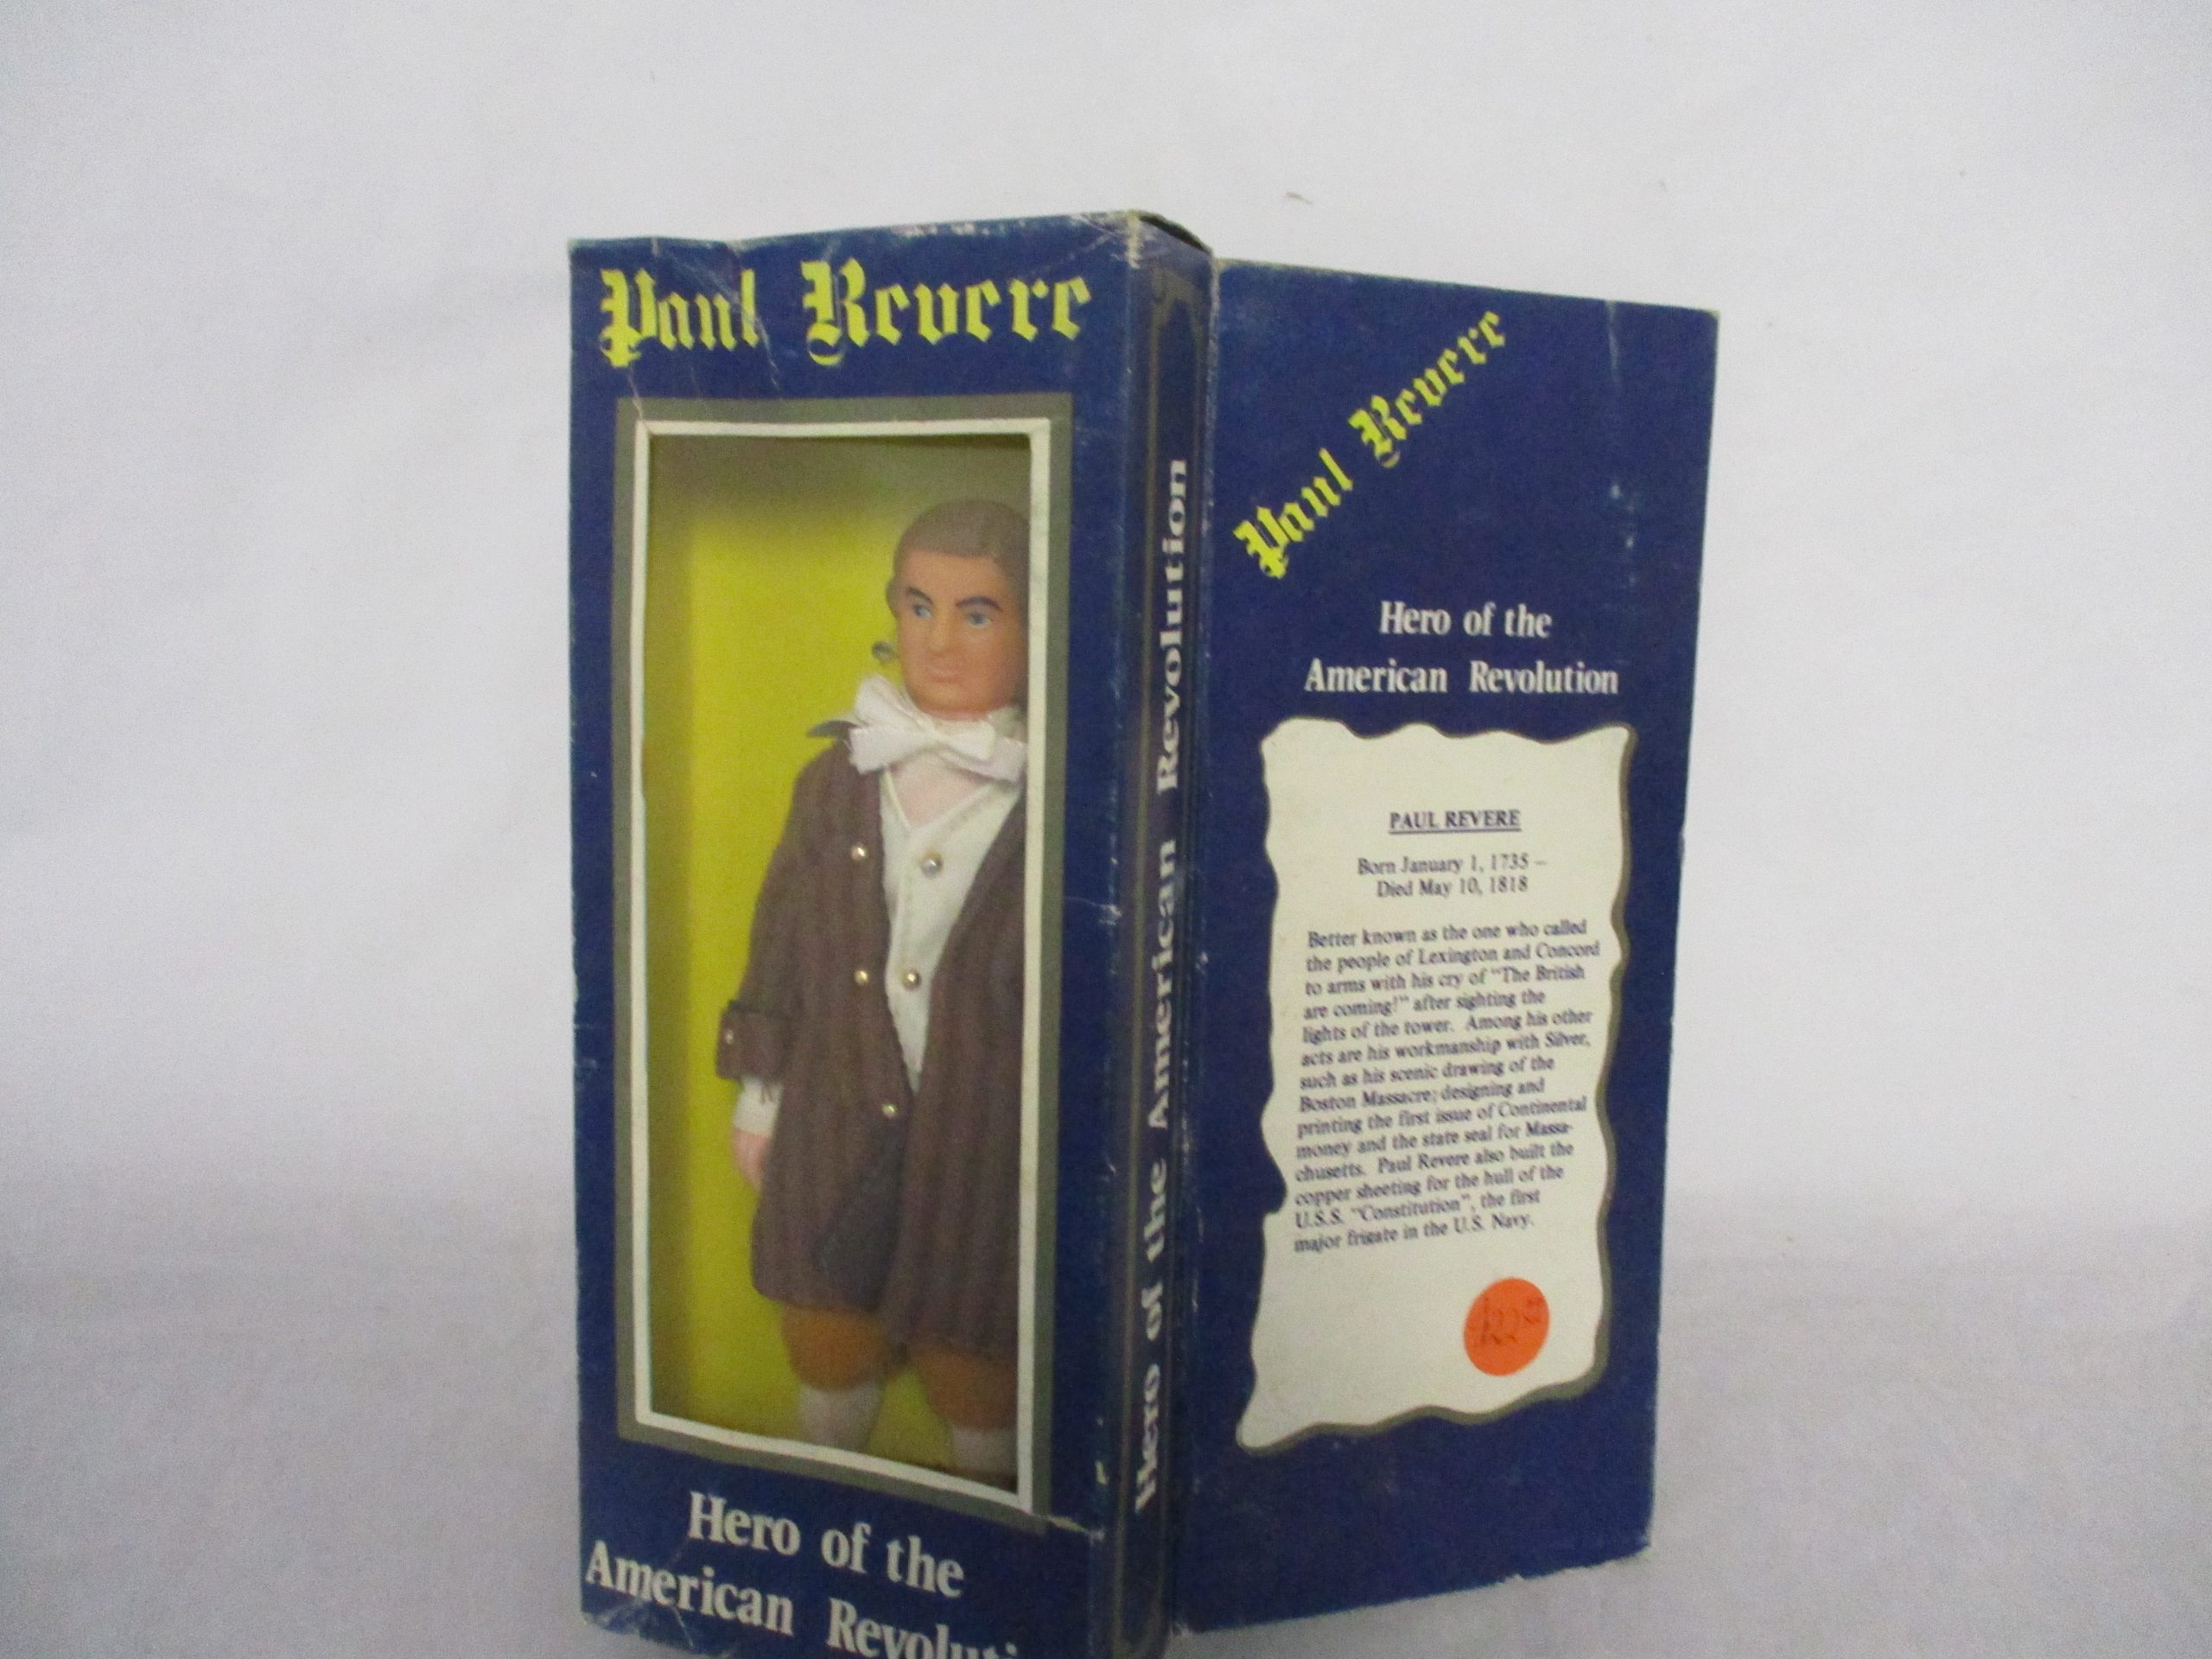 Paul Revere
Hero of the
American Revoluti
Hero of the American Revolution
Paul Revere
Hero of the
American Revolution
PAUL REVERE
Born January 1, 1735 –
Died May 10, 1818
Better known as the one who called
the people of Lexington and Concord
to arms with his cry of "The British
are coming!" after sighting the
lights of the tower. Among his other
acts are his workmanship with Silver,
such as his scenic drawing of the
Boston Massacre; designing and
printing the first issue of Continental
money and the state seal for Massa-
chusetts. Paul Revere also built the
copper sheeting for the hull of the
U.S.S. "Constitution", the first
major frigate in the U.S. Navy.